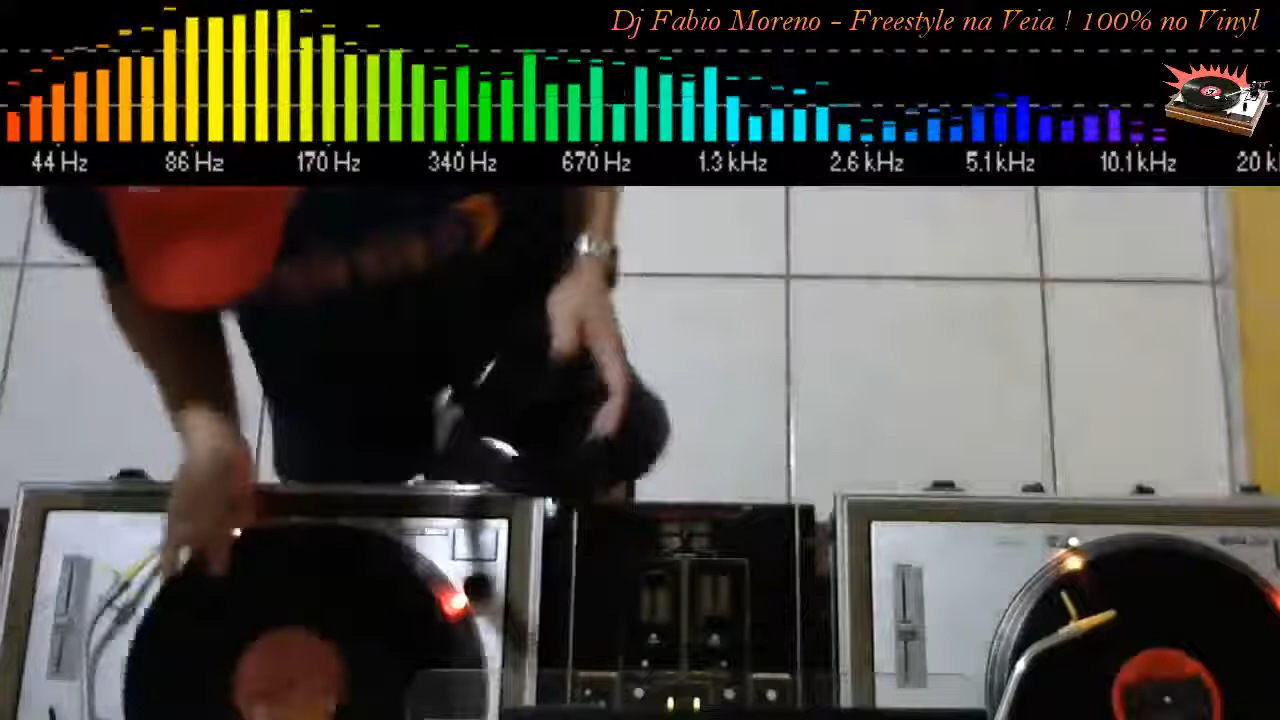 Dj Fabio Moreno - Freestyle na Veia ! 100% no Vinyl
44 Hz 86 Hz 170 Hz 340 Hz 670 Hz 1.3 kHz 2.6 kHz 5.1 kHz 10.1 kHz 20 k